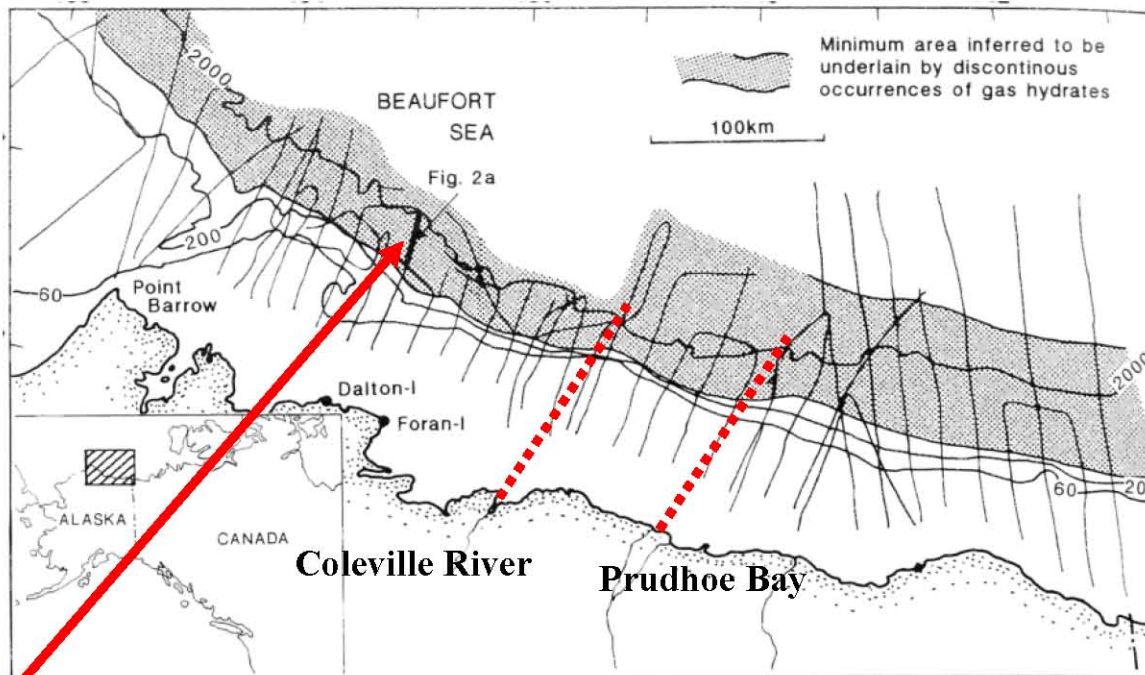 2000
BEAUFORT
SEA
Fig. 2a
Minimum area inferred to be
underlain by discontinous
occurrences of gas hydrates
100km
200
60
Point
Barrow
Dalton-I
Foran-I
2000
60
20
ALASKA
CANADA
Coleville River
Prudhoe Bay